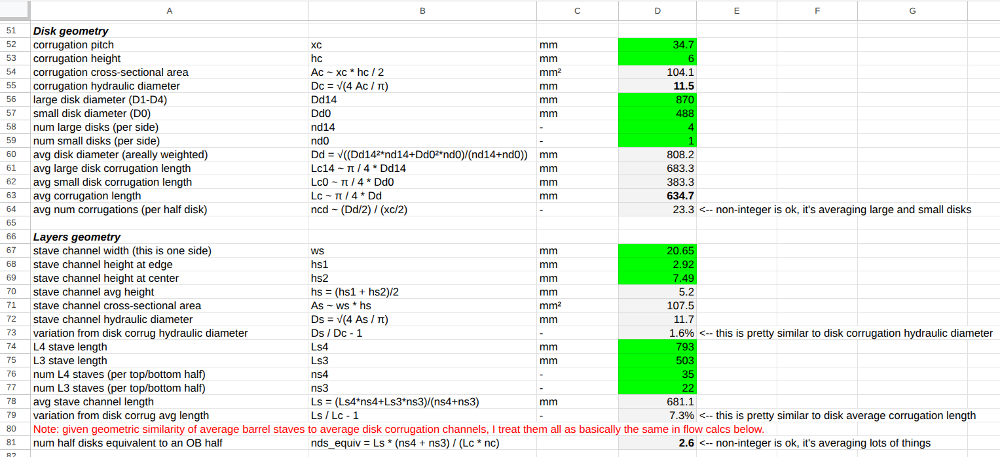 A B C D E F G
51 Disk geometry
52 corrugation pitch xc mm 34.7
53 corrugation height hc mm 6
54 corrugation cross-sectional area Ac ~ xc * hc / 2 mm² 104.1
55 corrugation hydraulic diameter Dc = √(4 Ac / π) mm 11.5
56 large disk diameter (D1-D4) Dd14 mm 870
57 small disk diameter (D0) Dd0 mm 488
58 num large disks (per side) nd14 - 4
59 num small disks (per side) nd0 - 1
60 avg disk diameter (areally weighted) Dd = √((Dd14²*nd14+Dd0²*nd0)/(nd14+nd0)) mm 808.2
61 avg large disk corrugation length Lc14 ~ π / 4 * Dd14 mm 683.3
62 avg small disk corrugation length Lc0 ~ π / 4 * Dd0 mm 383.3
63 avg corrugation length Lc ~ π / 4 * Dd mm 634.7
64 avg num corrugations (per half disk) ncd ~ (Dd/2) / (xc/2) - 23.3 <-- non-integer is ok, it's averaging large and small disks
65
66 Layers geometry
67 stave channel width (this is one side) ws mm 20.65
68 stave channel height at edge hs1 mm 2.92
69 stave channel height at center hs2 mm 7.49
70 stave channel avg height hs = (hs1 + hs2)/2 mm 5.2
71 stave channel cross-sectional area As ~ ws * hs mm² 107.5
72 stave channel hydraulic diameter Ds = √(4 As / π) mm 11.7
73 variation from disk corrug hydraulic diameter Ds / Dc - 1 - 1.6% <-- this is pretty similar to disk corrugation hydraulic diameter
74 L4 stave length Ls4 mm 793
75 L3 stave length Ls3 mm 503
76 num L4 staves (per top/bottom half) ns4 - 35
77 num L3 staves (per top/bottom half) ns3 - 22
78 avg stave channel length Ls = (Ls4*ns4+Ls3*ns3)/(ns4+ns3) mm 681.1
79 variation from disk corrug avg length Ls / Lc - 1 - 7.3% <-- this is pretty similar to disk average corrugation length
80 Note: given geometric similarity of average barrel staves to average disk corrugation channels, I treat them all as basically the same in flow calcs below.
81 num half disks equivalent to an OB half nds_equiv = Ls * (ns4 + ns3) / (Lc * nc) 2.6 <-- non-integer is ok, it's averaging lots of things
82